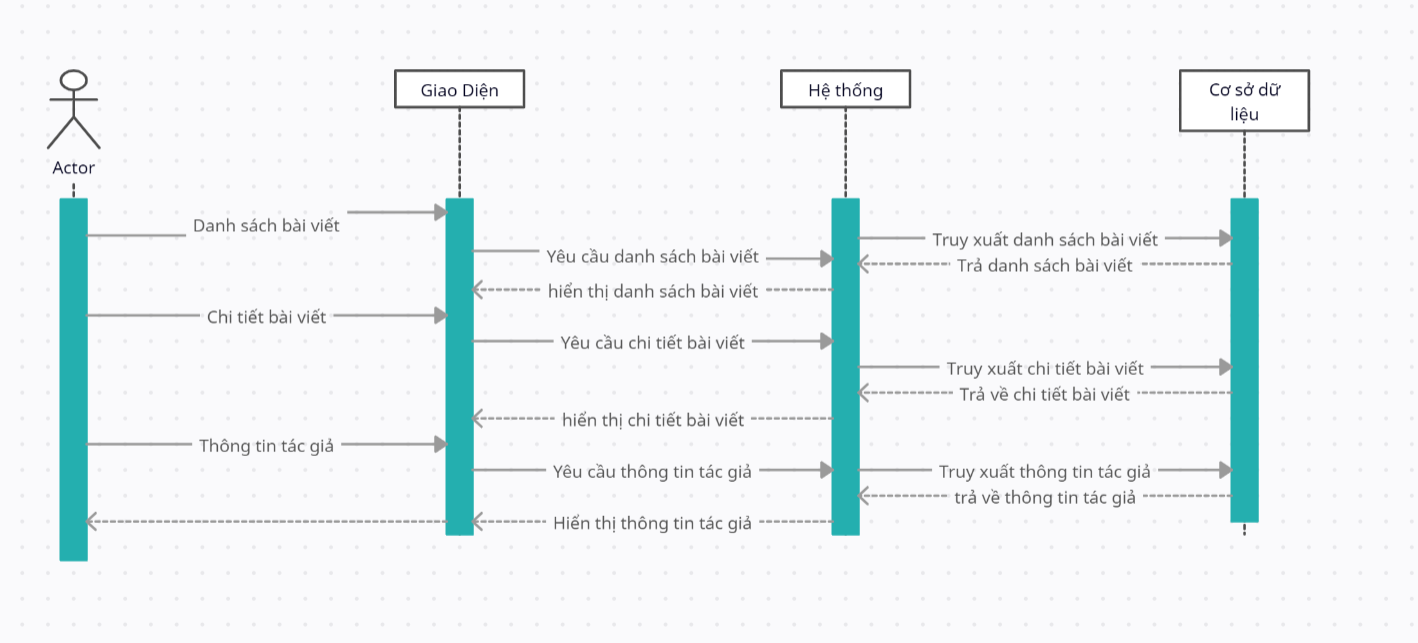 Giao Diện
Hệ thống
Cơ sở dữ
liệu
Actor
Danh sách bài viết
Truy xuất danh sách bài viết
Yêu cầu danh sách bài viết
Trả danh sách bài viết
hiển thị danh sách bài viết
Chi tiết bài viết
Yêu cầu chi tiết bài viết
Truy xuất chi tiết bài viết
Trả về chi tiết bài viết
hiển thị chi tiết bài viết
Thông tin tác giả
Yêu cầu thông tin tác giả
Truy xuất thông tin tác giả
trả về thông tin tác giả
Hiển thị thông tin tác giả